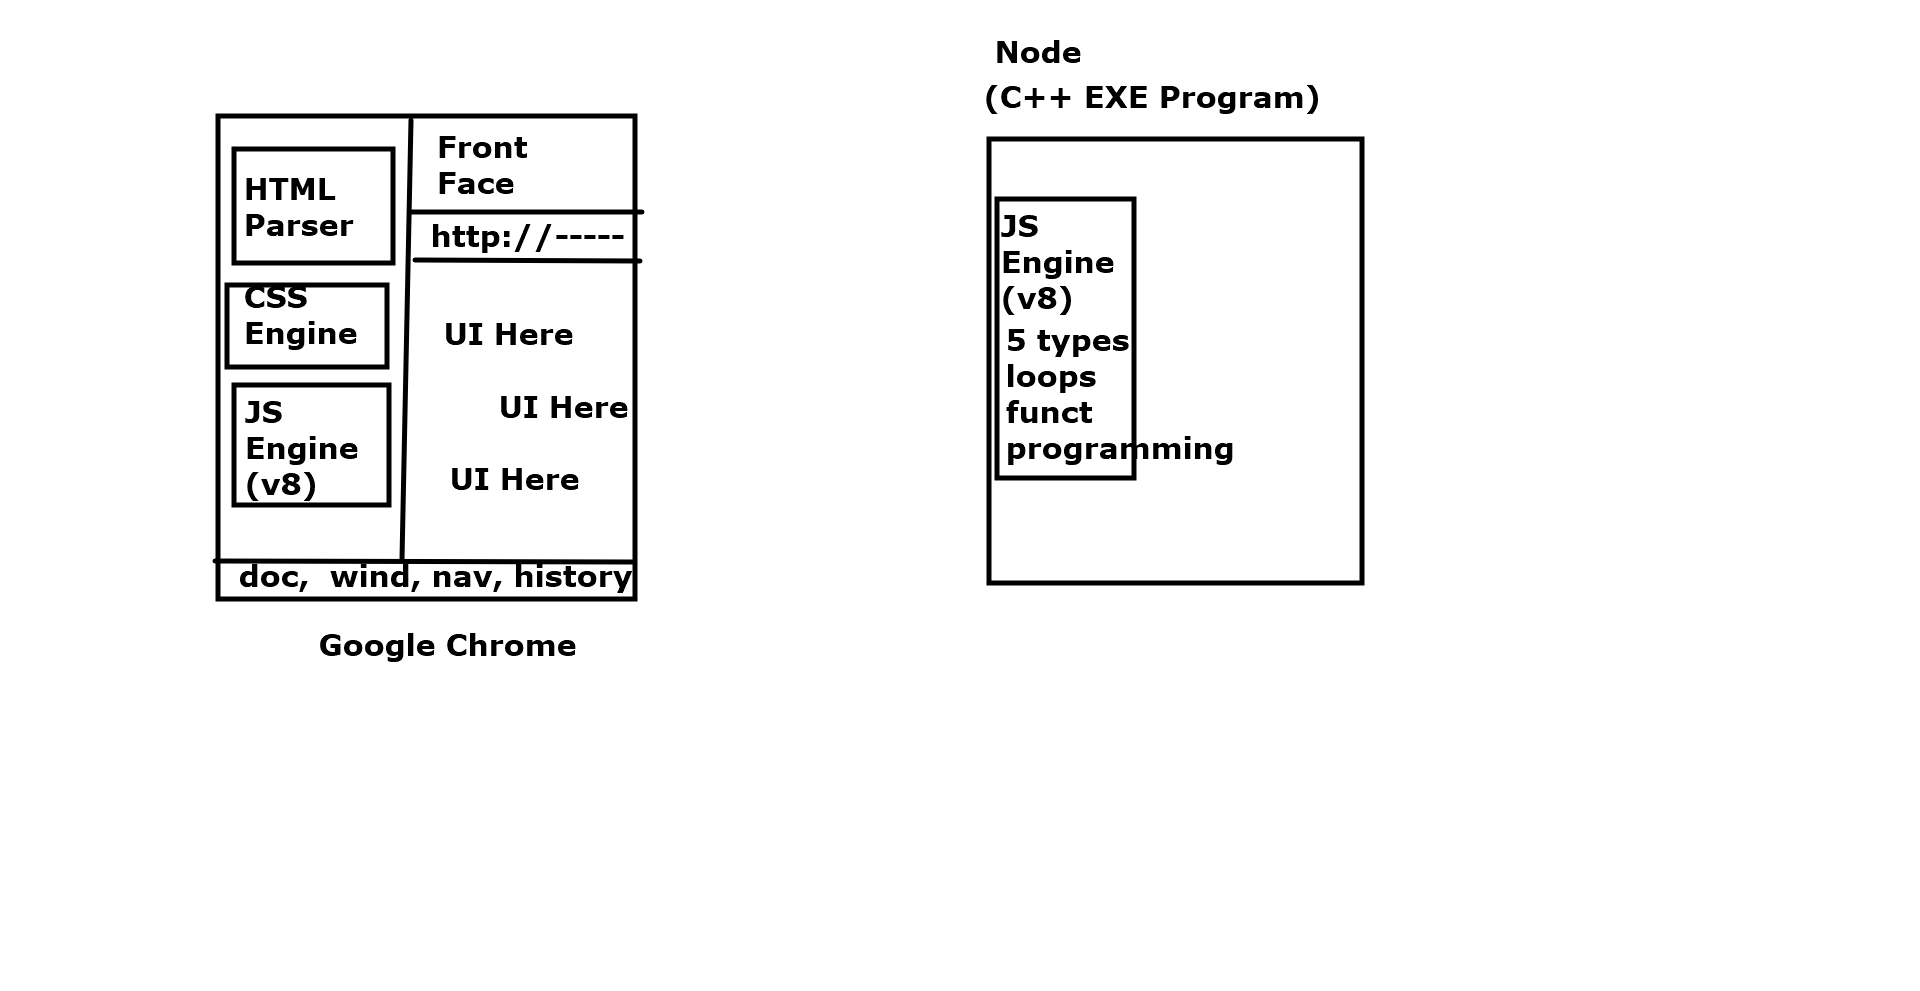 Node
(C++ EXE Program)
HTML
Parser
CSS
Engine
JS
Engine
(v8)
Front
Face
http://-----
UI Here
UI Here
UI Here
doc,  wind, nav, history
Google Chrome
JS
Engine
(v8)
5 types
loops
funct
programming